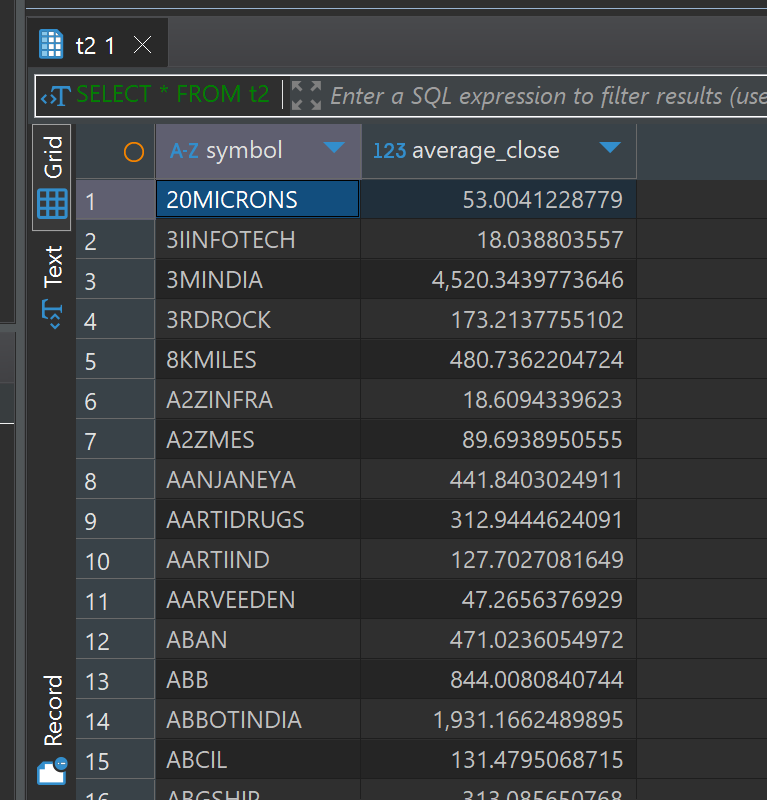 t2 1
SELECT * FROM t2 Enter a SQL expression to filter results (use
Grid
Text
Record
A-Z symbol 123 average_close
1 20MICRONS 53.0041228779
2 3IINFOTECH 18.038803557
3 3MINDIA 4,520.3439773646
4 3RDROCK 173.2137755102
5 8KMILES 480.7362204724
6 A2ZINFRA 18.6094339623
7 A2ZMES 89.6938950555
8 AANJANEYA 441.8403024911
9 AARTIDRUGS 312.9444624091
10 AARTIIND 127.7027081649
11 AARVEEDEN 47.2656376929
12 ABAN 471.0236054972
13 ABB 844.0080840744
14 ABBOTINDIA 1,931.1662489895
15 ABCIL 131.4795068715
16 ABGSHIP 313.085650768